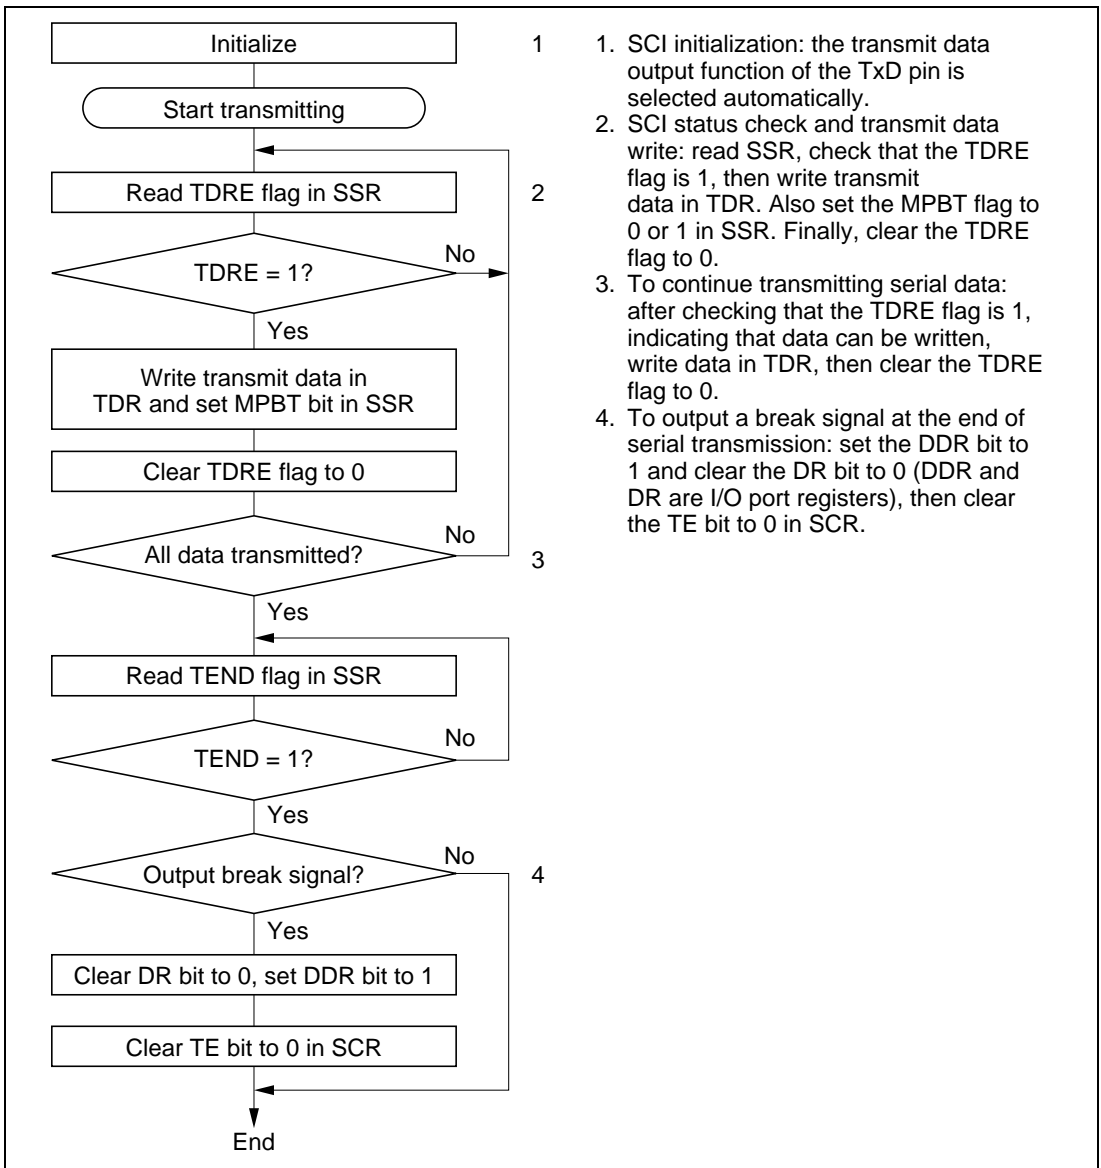 Initialize
1
Start transmitting
Read TDRE flag in SSR
2
TDRE = 1?
No
Yes
Write transmit data in
TDR and set MPBT bit in SSR
Clear TDRE flag to 0
All data transmitted?
No
3
Yes
Read TEND flag in SSR
TEND = 1?
No
Yes
Output break signal?
No
4
Yes
Clear DR bit to 0, set DDR bit to 1
Clear TE bit to 0 in SCR
End
1. SCI initialization: the transmit data
output function of the TxD pin is
selected automatically.
2. SCI status check and transmit data
write: read SSR, check that the TDRE
flag is 1, then write transmit
data in TDR. Also set the MPBT flag to
0 or 1 in SSR. Finally, clear the TDRE
flag to 0.
3. To continue transmitting serial data:
after checking that the TDRE flag is 1,
indicating that data can be written,
write data in TDR, then clear the TDRE
flag to 0.
4. To output a break signal at the end of
serial transmission: set the DDR bit to
1 and clear the DR bit to 0 (DDR and
DR are I/O port registers), then clear
the TE bit to 0 in SCR.